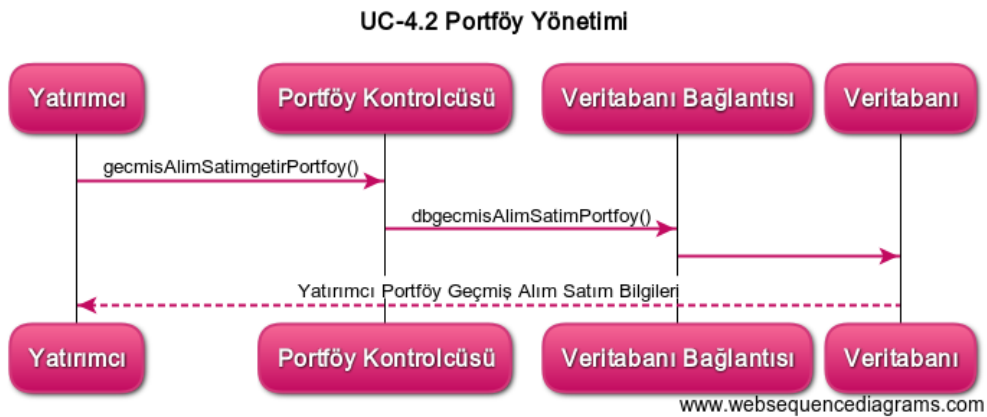 UC-4.2 Portföy Yönetimi
Yatırımcı
Portföy Kontrolcüsü
Veritabanı Bağlantısı
Veritabanı
gecmisAlimSatimgetirPortfoy()
dbgecmisAlimSatimPortfoy()
Yatırımcı Portföy Geçmiş Alım Satım Bilgileri
Yatırımcı
Portföy Kontrolcüsü
Veritabanı Bağlantısı
Veritabanı
www.websequencediagrams.com